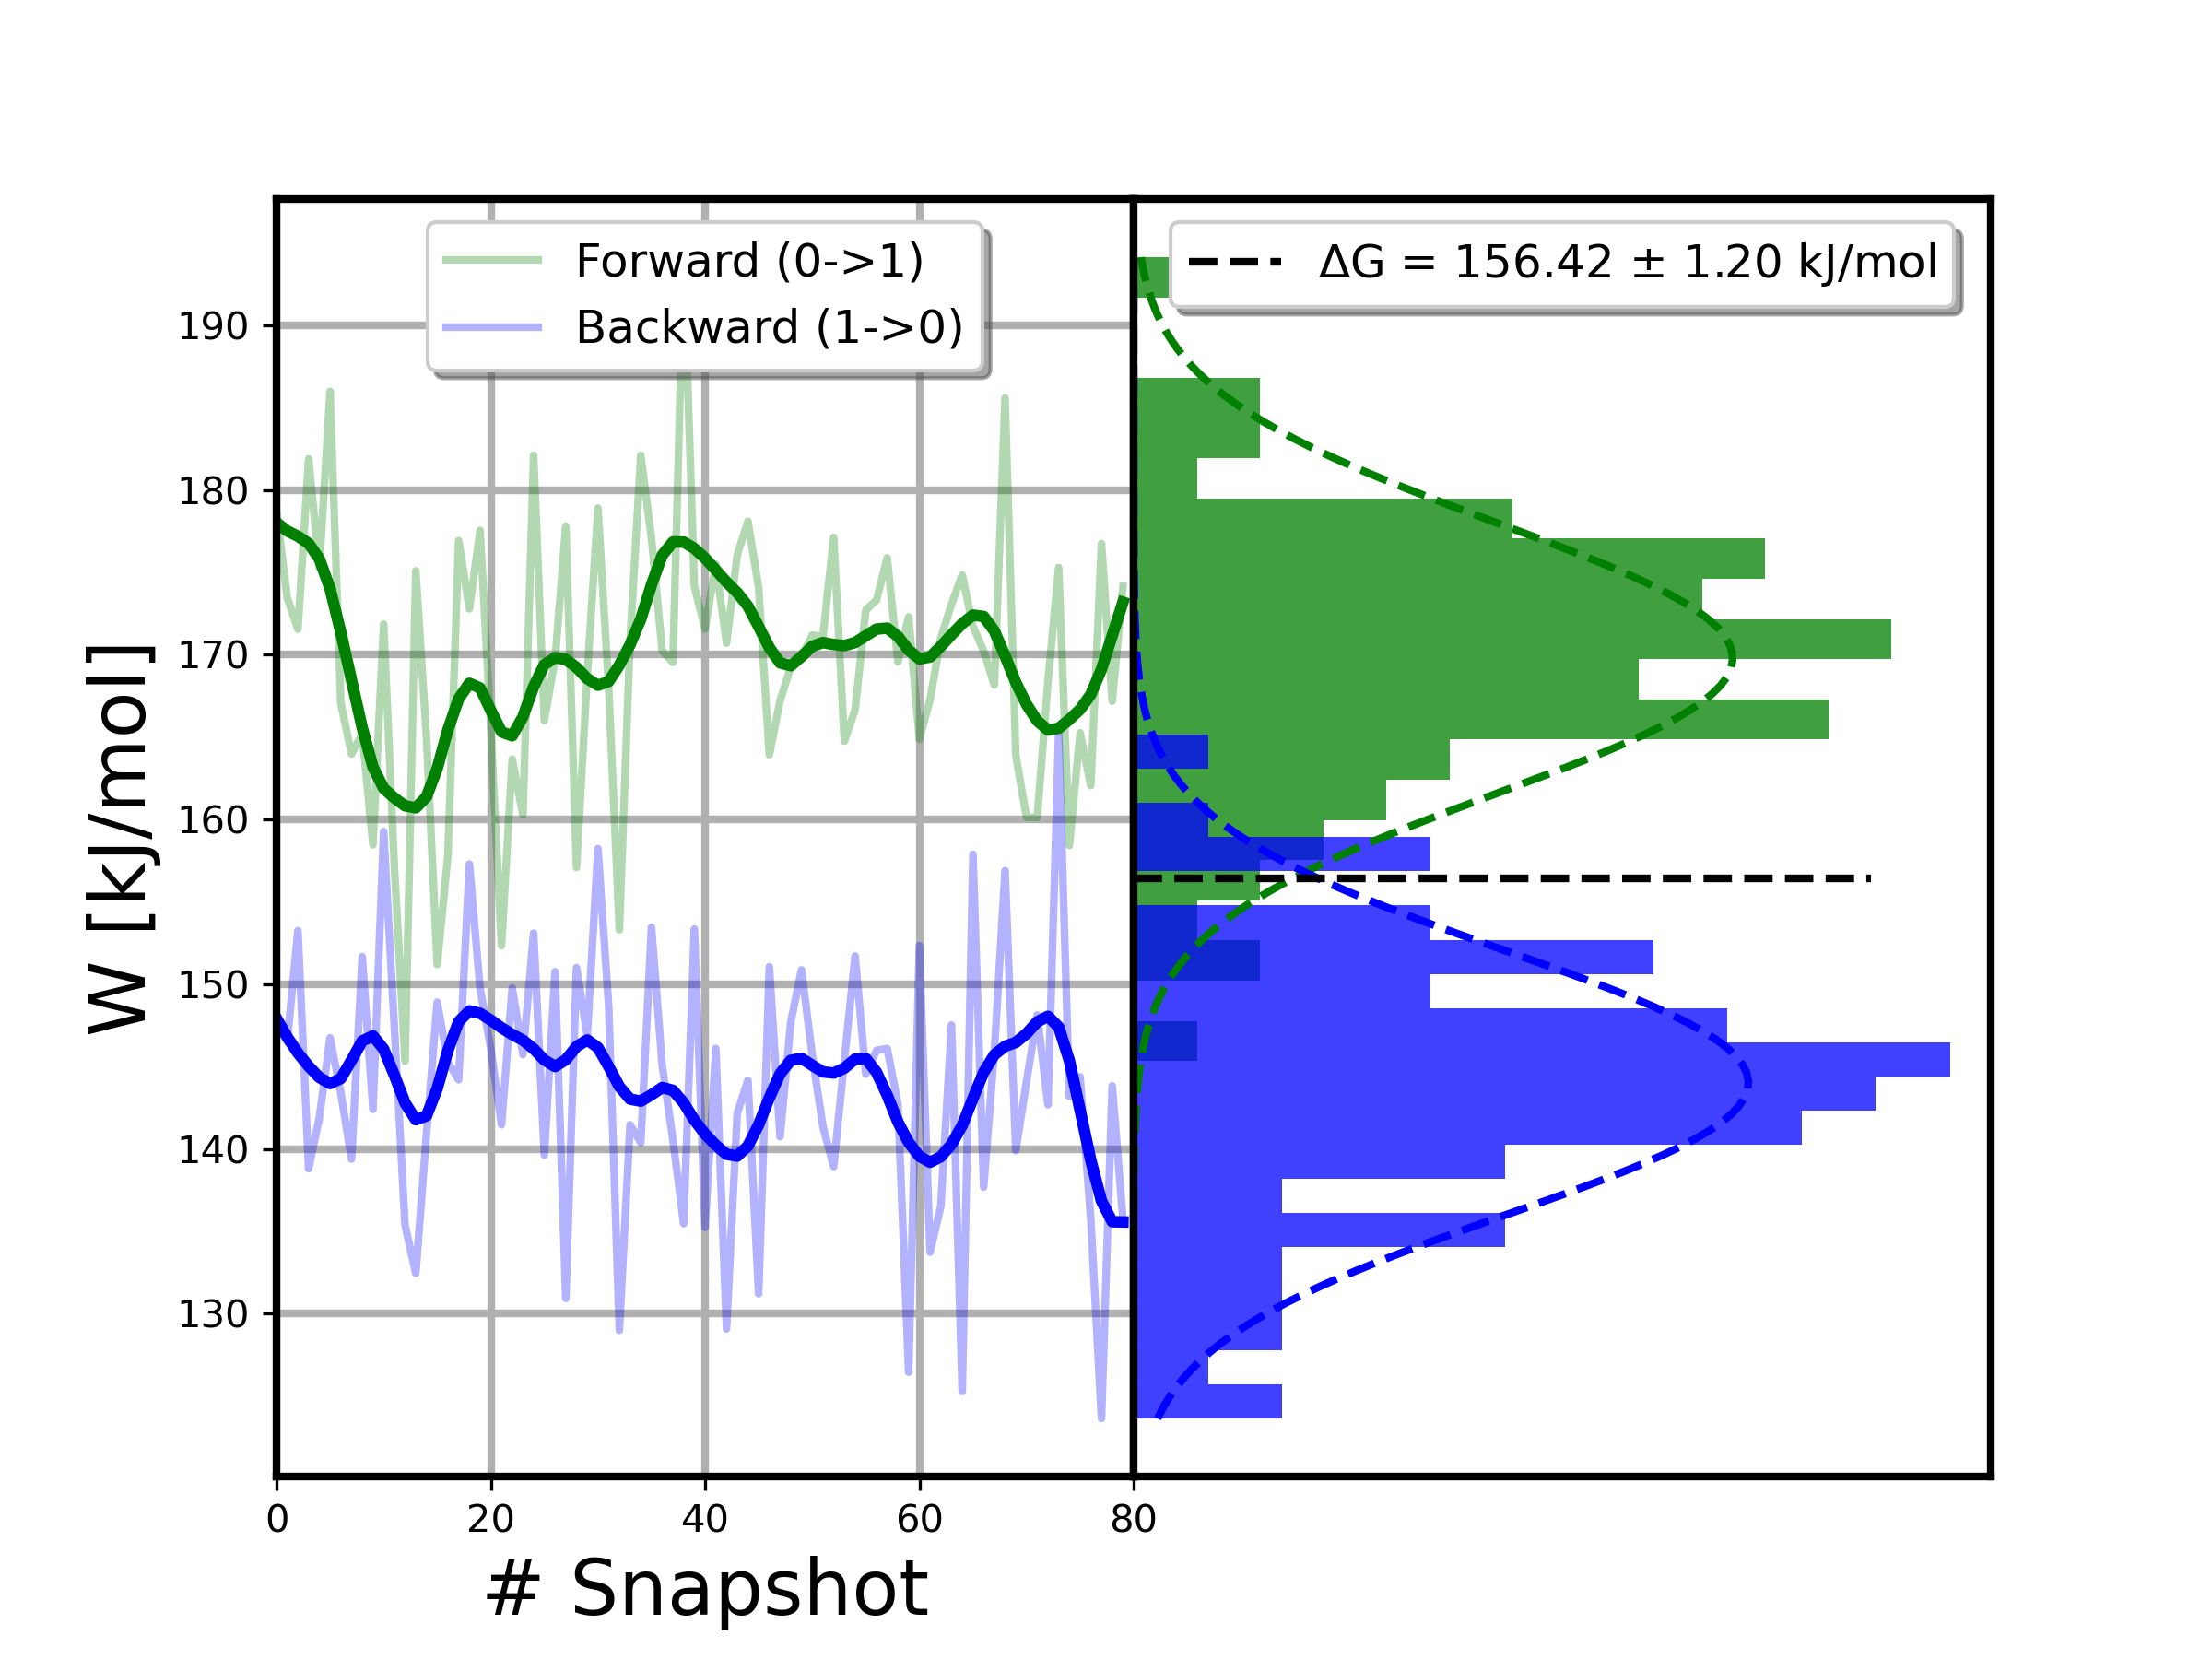 Forward (0->1)
Backward (1->0)
ΔG = 156.42 ± 1.20 kJ/mol
W [kJ/mol]
190
180
170
160
150
140
130
0 20 40 60 80
# Snapshot